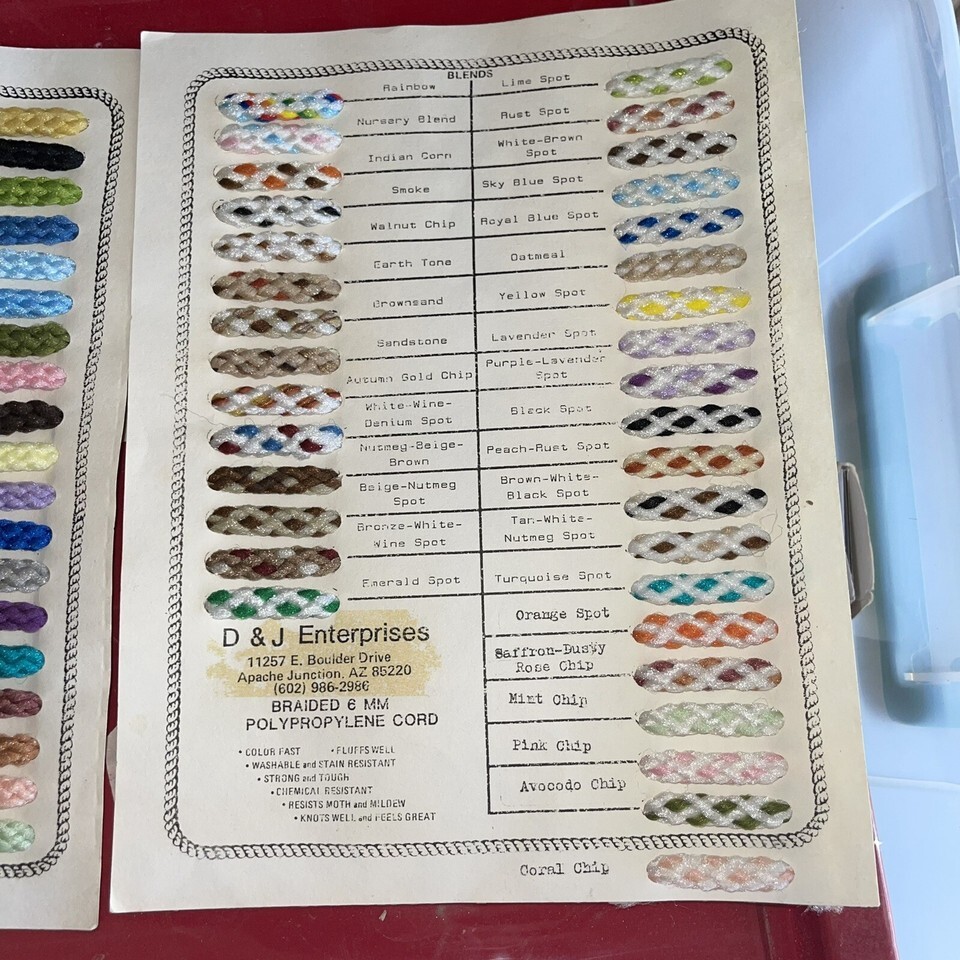 BLENDS
Rainbow
Nursery Blend
Indian Corn
Smoke
Walnut Chip
Earth Tone
Brownsand
Sandstone
Autumn Gold Chip
White-Wine-
Denium Spot
Nutmeg-Beige-
Brown
Beige-Nutmeg
Spot
Bronze-White-
Wine Spot
Emerald Spot
Lime Spot
Rust Spot
White-Brown
Spot
Sky Blue Spot
Royal Blue Spot
Oatmeal
Yellow Spot
Lavender Spot
Purple-Lavender
Spot
Black Spot
Peach-Rust Spot
Brown-White-
Black Spot
Tan-White-
Nutmeg Spot
Turquoise Spot
Orange Spot
Saffron-Dusty
Rose Chip
Mint Chip
Pink Chip
Avocodo Chip
Coral Chip
D & J Enterprises
11257 E. Boulder Drive
Apache Junction, AZ 85220
(602) 986-2986
BRAIDED 6 MM
POLYPROPYLENE CORD
• COLOR FAST • FLUFFS WELL
• WASHABLE and STAIN RESISTANT
• STRONG and TOUGH
• CHEMICAL RESISTANT
• RESISTS MOTH and MILDEW
• KNOTS WELL and FEELS GREAT